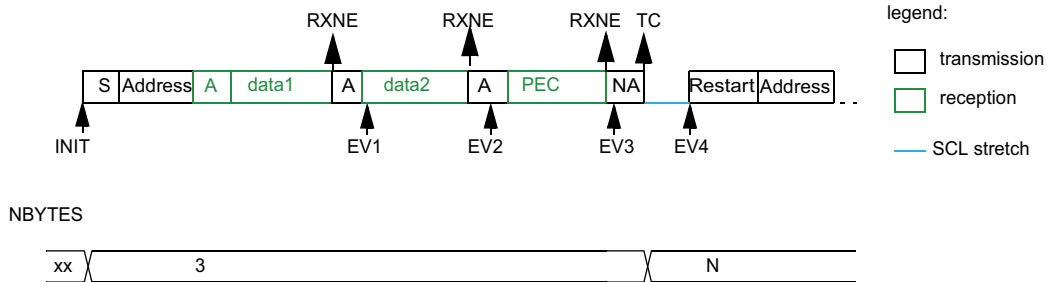 RXNE RXNE RXNE TC
legend:
transmission
reception
SCL stretch
S Address A data1 A data2 A PEC NA Restart Address
INIT EV1 EV2 EV3 EV4
NBYTES
xx 3 N